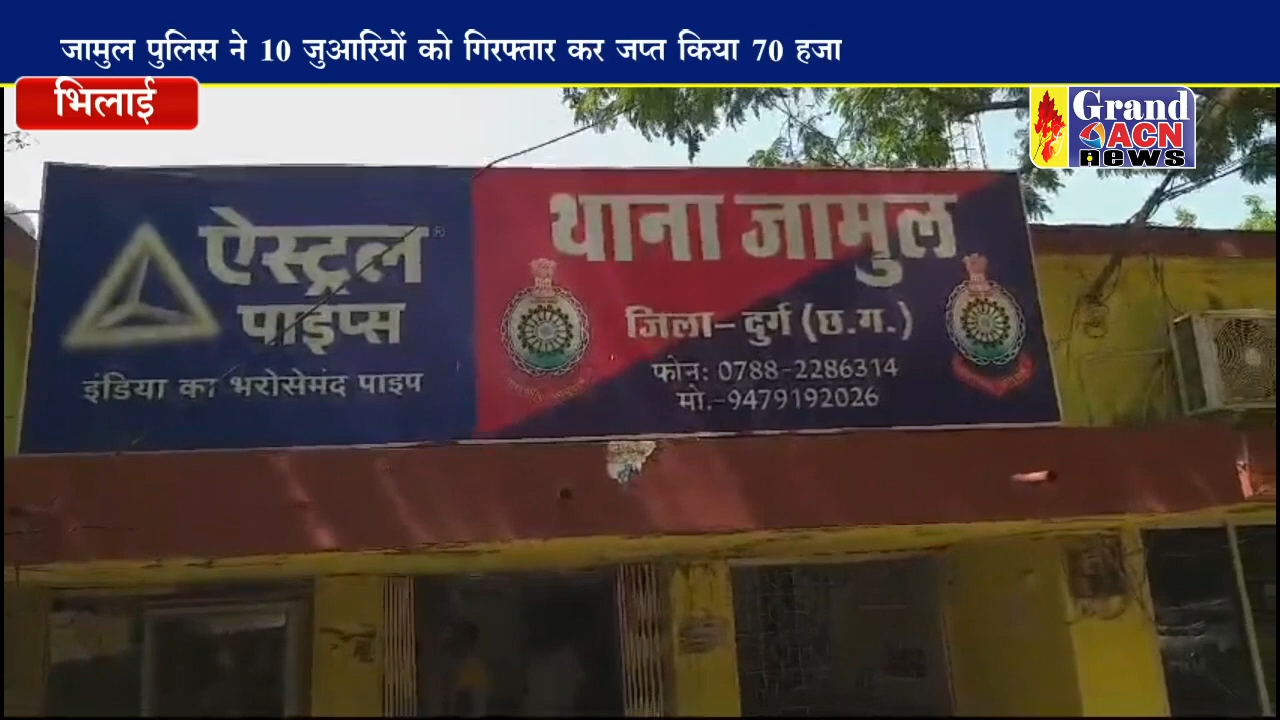 जामुल पुलिस ने 10 जुआरियों को गिरफ्तार कर जप्त किया 70 हजा
भिलाई
Grand
ACN
news
ऐस्ट्रल®
पाइप्स
इंडिया का भरोसेमंद पाइप
थाना जामुल
जिला- दुर्ग (छ.ग.)
फोन: 0788-2286314
मो.-9479192026